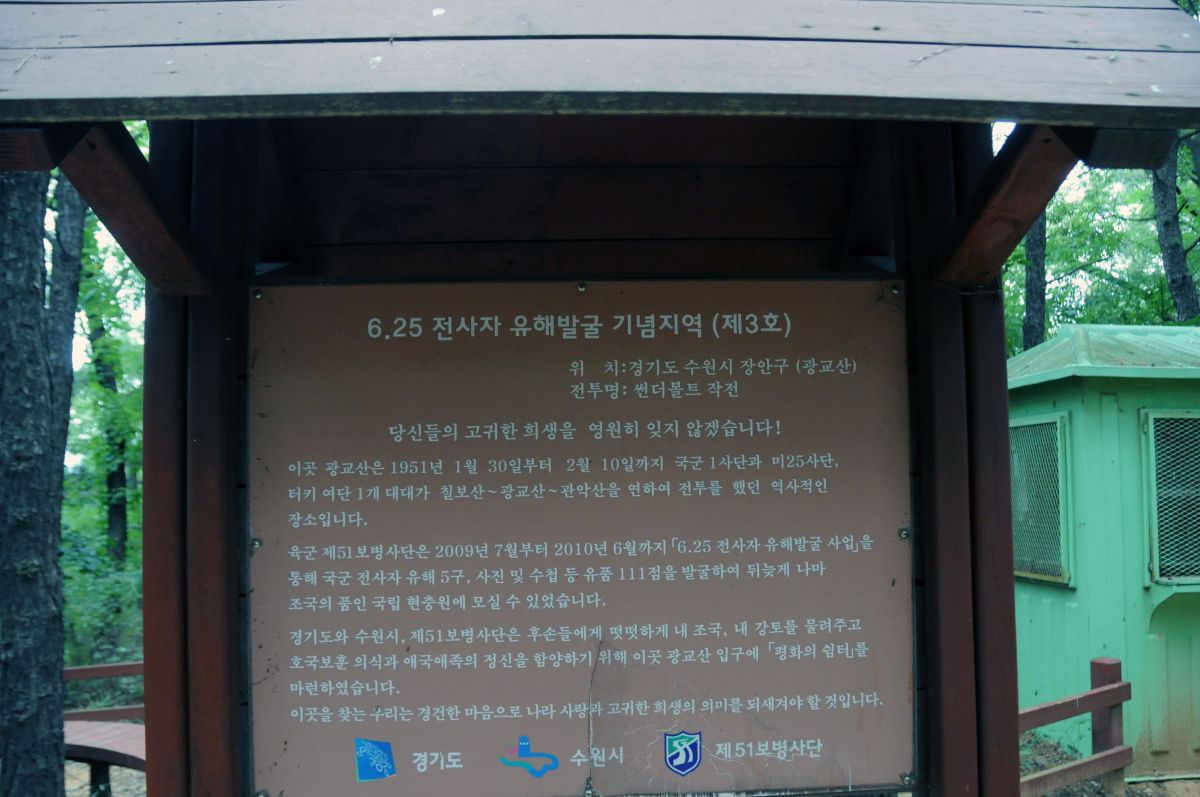 6.25 전사자 유해발굴 기념지역 (제3호)
위 치:경기도 수원시 장안구 (광교산)
전투명: 썬더볼트 작전
당신들의 고귀한 희생을 영원히 잊지 않겠습니다!
이곳 광교산은 1951년 1월 30일부터 2월 10일까지 국군 1사단과 미25사단,
터키 여단 1개 대대가 칠보산~광교산~관악산을 연하여 전투를 했던 역사적인
장소입니다.
육군 제51보병사단은 2009년 7월부터 2010년 6월까지 「6.25 전사자 유해발굴 사업」을
통해 국군 전사자 유해 5구, 사진 및 수첩 등 유품 111점을 발굴하여 뒤늦게 나마
조국의 품인 국립 현충원에 모실 수 있었습니다.
경기도와 수원시, 제51보병사단은 후손들에게 떳떳하게 내 조국, 내 강토를 물려주고
호국보훈 의식과 애국애족의 정신을 함양하기 위해 이곳 광교산 입구에 「평화의 쉼터」를
마련하였습니다.
이곳을 찾는 우리는 경건한 마음으로 나라 사랑과 고귀한 희생의 의미를 되새겨야 할 것입니다.
경기도 수원시 제51보병사단